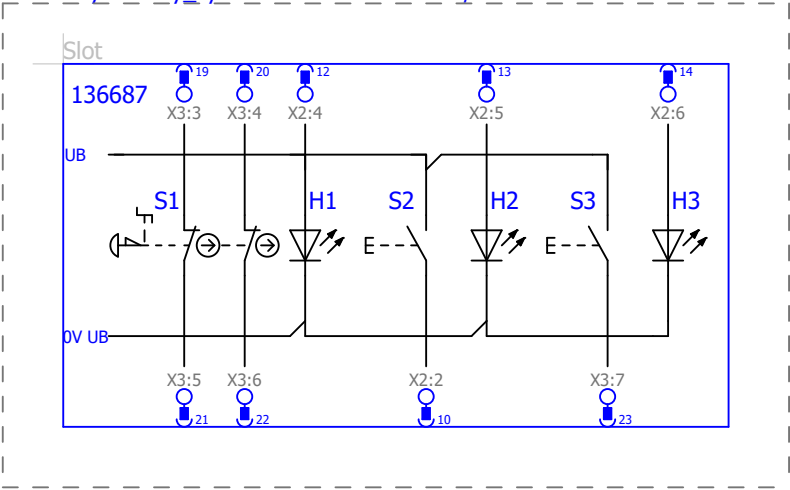 Slot
19 20 12 13 14
136687
X3:3 X3:4 X2:4 X2:5 X2:6
UB
S1 H1 S2 H2 S3 H3
0V UB
X3:5 X3:6 X2:2 X3:7
21 22 10 23